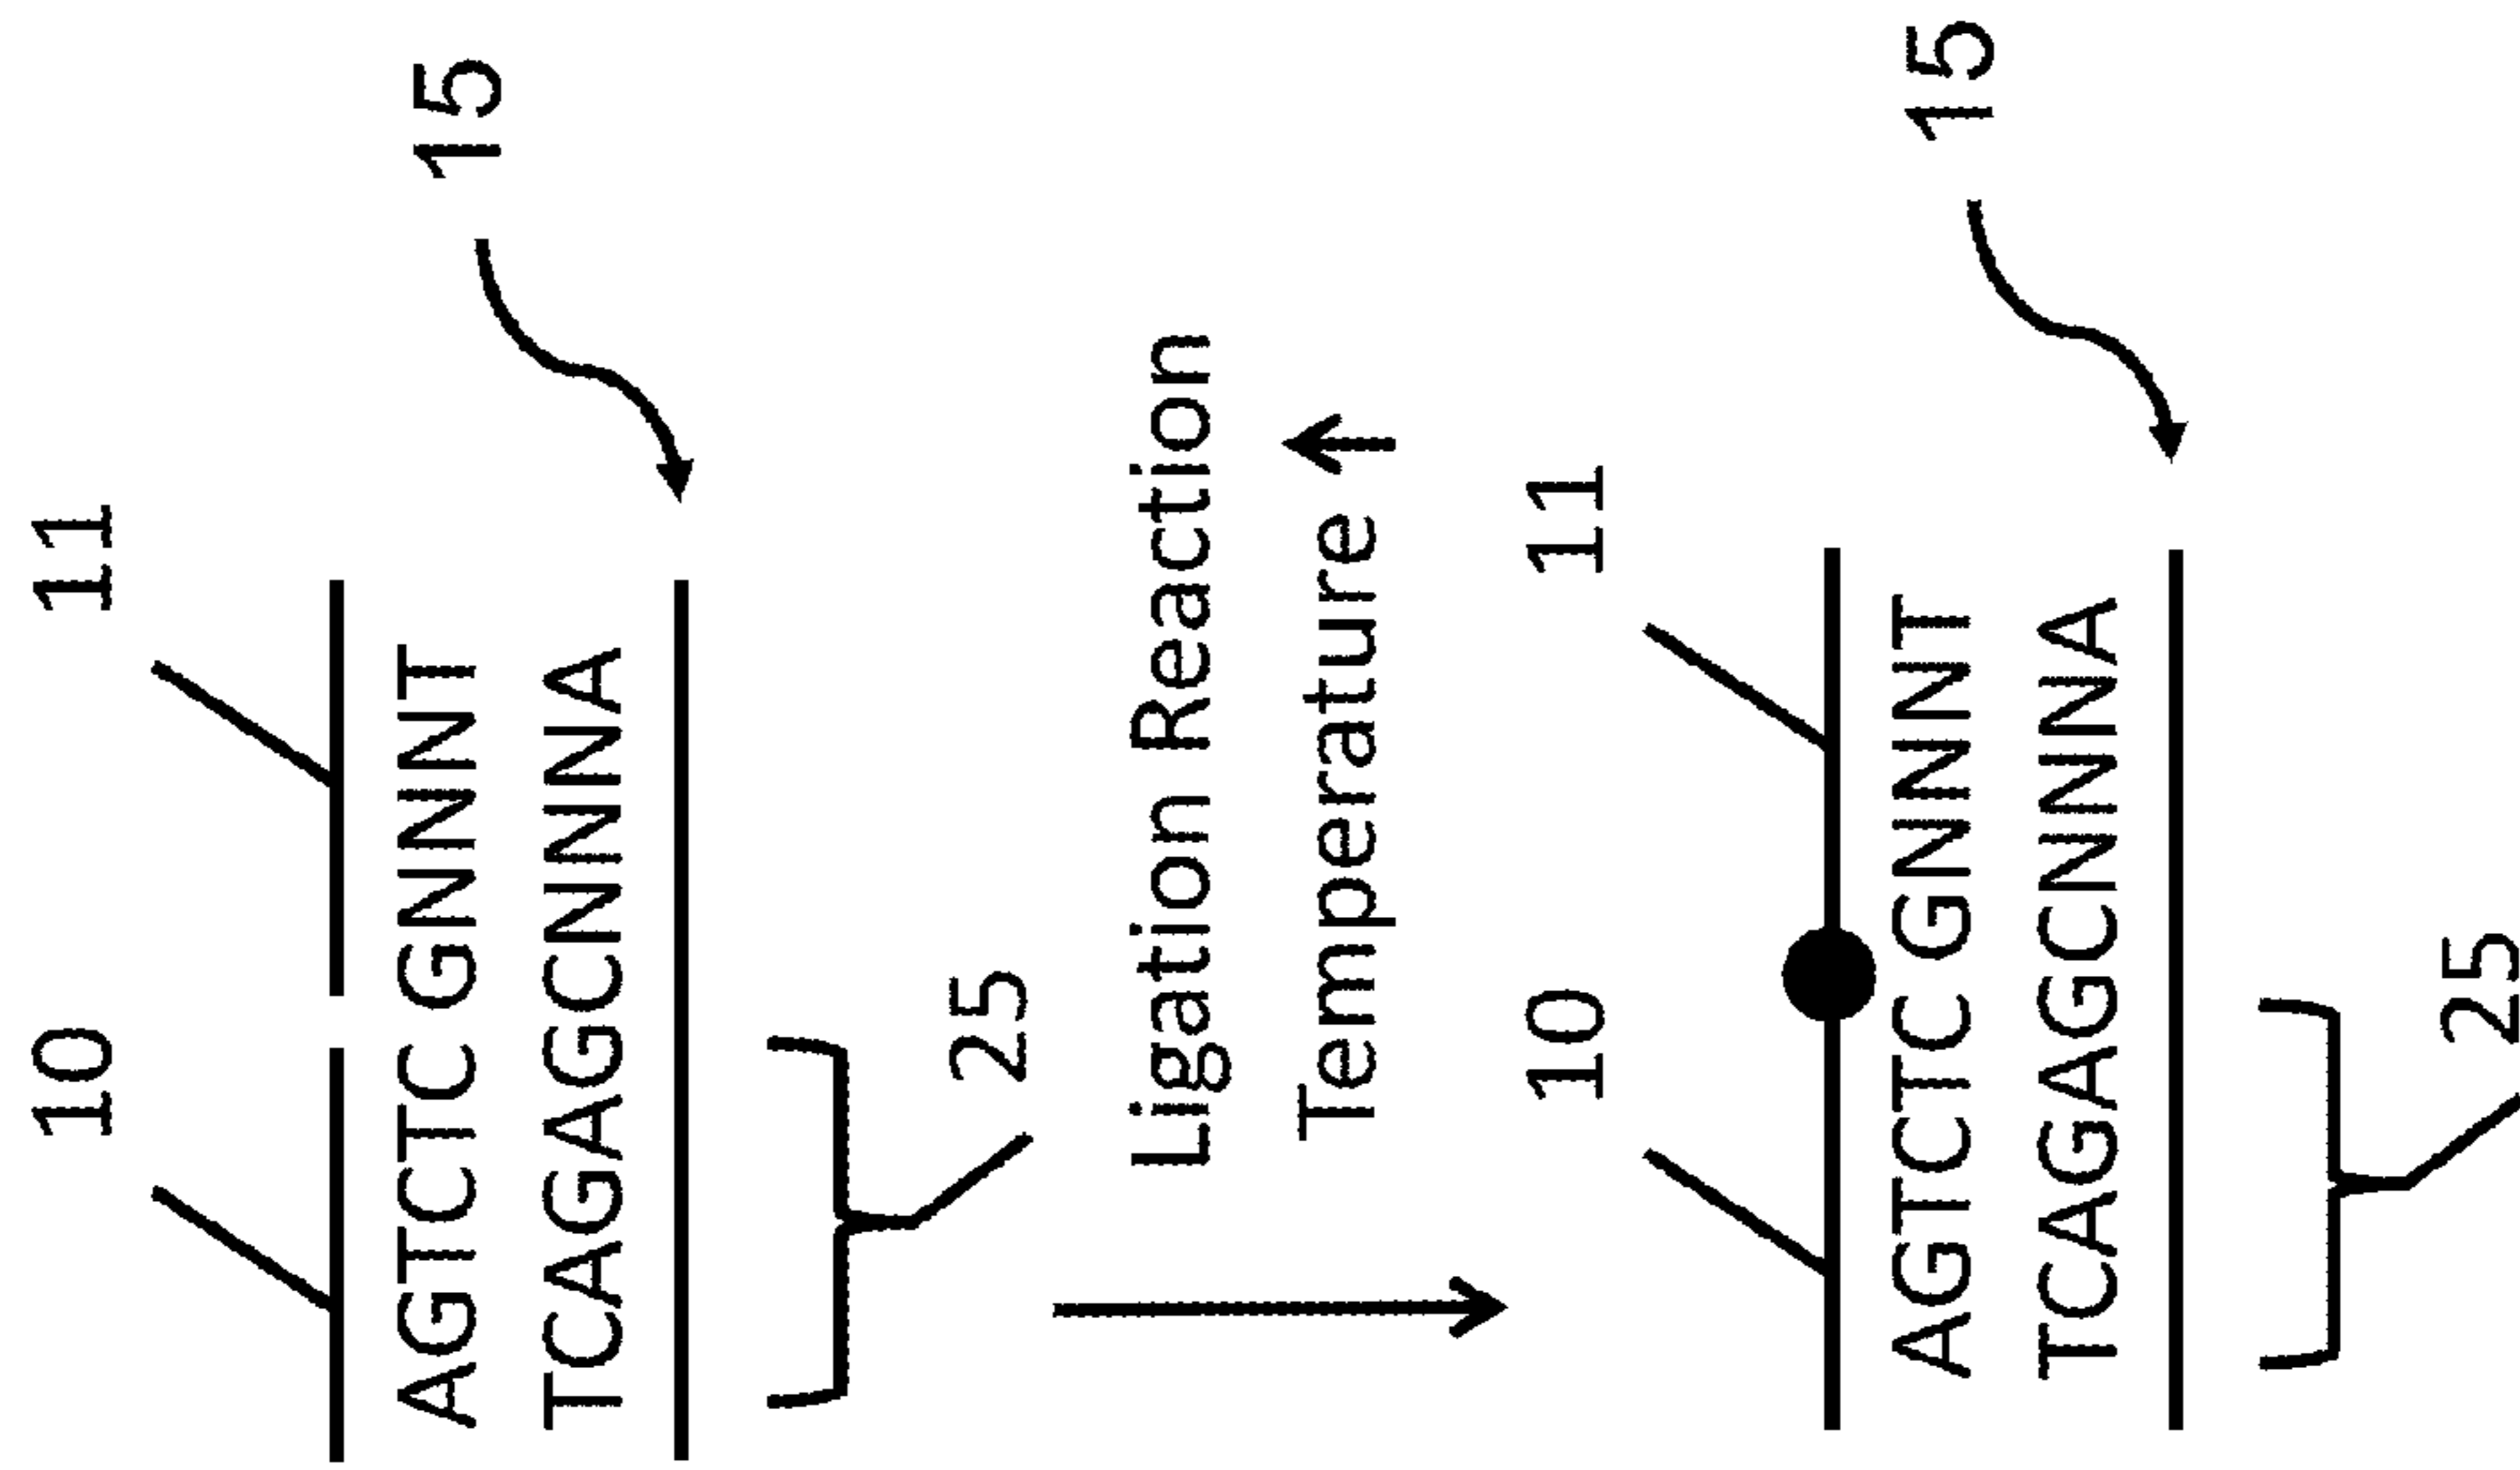 10 11
AGTCTC GNNNT 15
TCAGAGCNNNA
25
Ligation Reaction
Temperature ↑
10 11
AGTCTC GNNNT 15
TCAGAGCNNNA
25